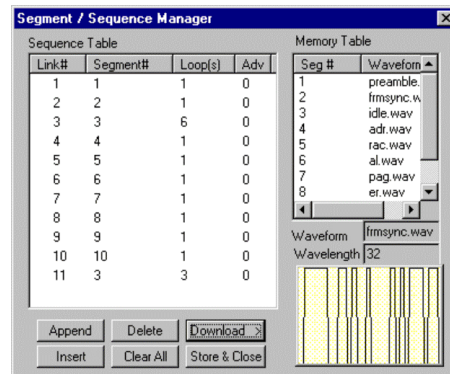 Segment / Sequence Manager
Sequence Table
Link# Segment# Loop(s) Adv
1 1 1 0
2 2 1 0
3 3 6 0
4 4 1 0
5 5 1 0
6 6 1 0
7 7 1 0
8 8 1 0
9 9 1 0
10 10 1 0
11 3 3 0
Append Delete Download >
Insert Clear All Store & Close
Memory Table
Seg # Waveform
1 preamble.
2 frmsync.w
3 idle.wav
4 adr.wav
5 rac.wav
6 al.wav
7 pag.wav
8 er.wav
Waveform frmsync.wav
Wavelength 32